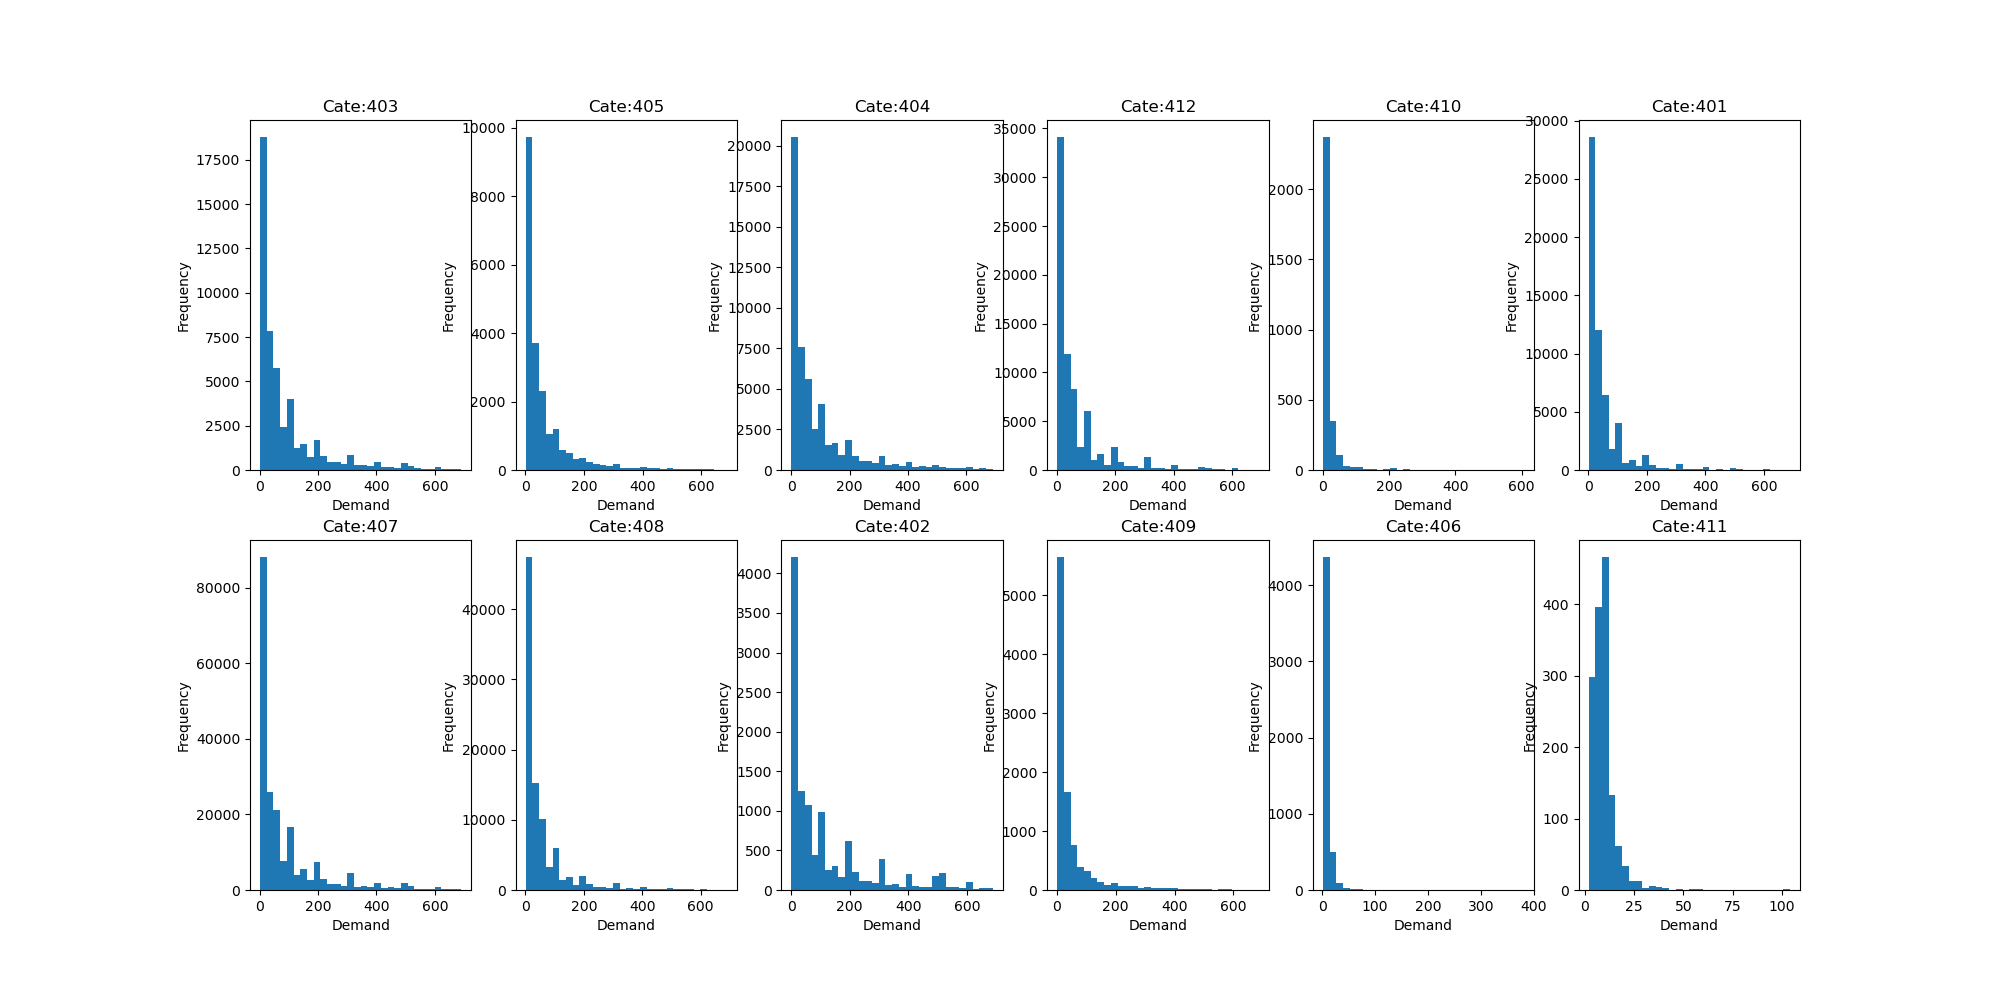 Cate:403
Frequency
17500
15000
12500
10000
7500
5000
2500
0
0 200 400 600
Demand
Cate:405
Frequency
10000
8000
6000
4000
2000
0
0 200 400 600
Demand
Cate:404
Frequency
20000
17500
15000
12500
10000
7500
5000
2500
0
0 200 400 600
Demand
Cate:412
Frequency
35000
30000
25000
20000
15000
10000
5000
0
0 200 400 600
Demand
Cate:410
Frequency
2000
1500
1000
500
0
0 200 400 600
Demand
Cate:401
Frequency
30000
25000
20000
15000
10000
5000
0
0 200 400 600
Demand
Cate:407
Frequency
80000
60000
40000
20000
0
0 200 400 600
Demand
Cate:408
Frequency
40000
30000
20000
10000
0
0 200 400 600
Demand
Cate:402
Frequency
4000
3500
3000
2500
2000
1500
1000
500
0
0 200 400 600
Demand
Cate:409
Frequency
5000
4000
3000
2000
1000
0
0 200 400 600
Demand
Cate:406
Frequency
4000
3000
2000
1000
0
0 100 200 300 400
Demand
Cate:411
Frequency
400
300
200
100
0
0 25 50 75 100
Demand